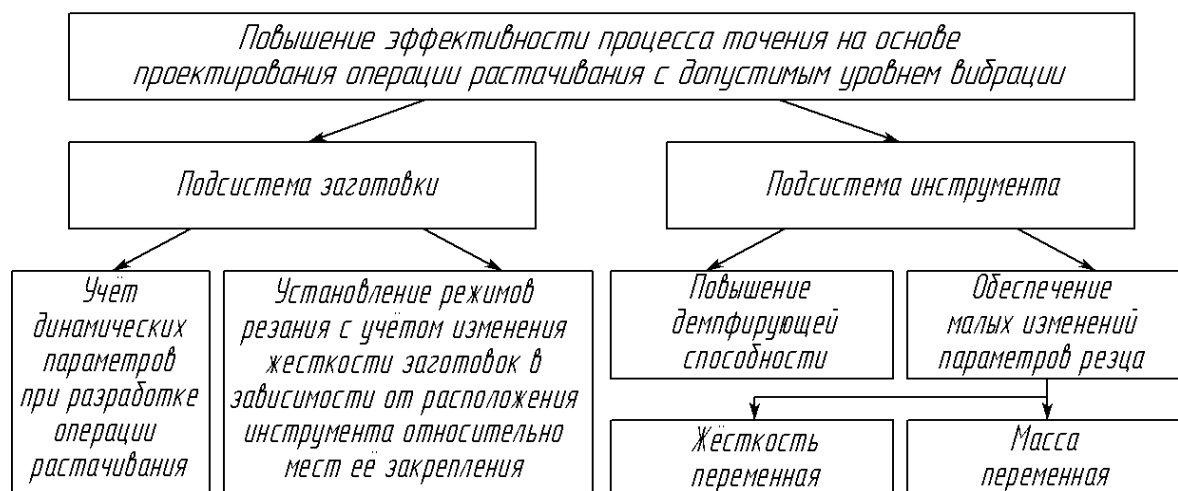 Повышение эффективности процесса точения на основе
проектирования операции растачивания с допустимым уровнем вибрации
Подсистема заготовки
Подсистема инструмента
Учёт
динамических
параметров
при разработке
операции
растачивания
Установление режимов
резания с учётом изменения
жесткости заготовок в
зависимости от расположения
инструмента относительно
мест её закрепления
Повышение
демпфирующей
способности
Обеспечение
малых изменений
параметров резца
Жёсткость
переменная
Масса
переменная